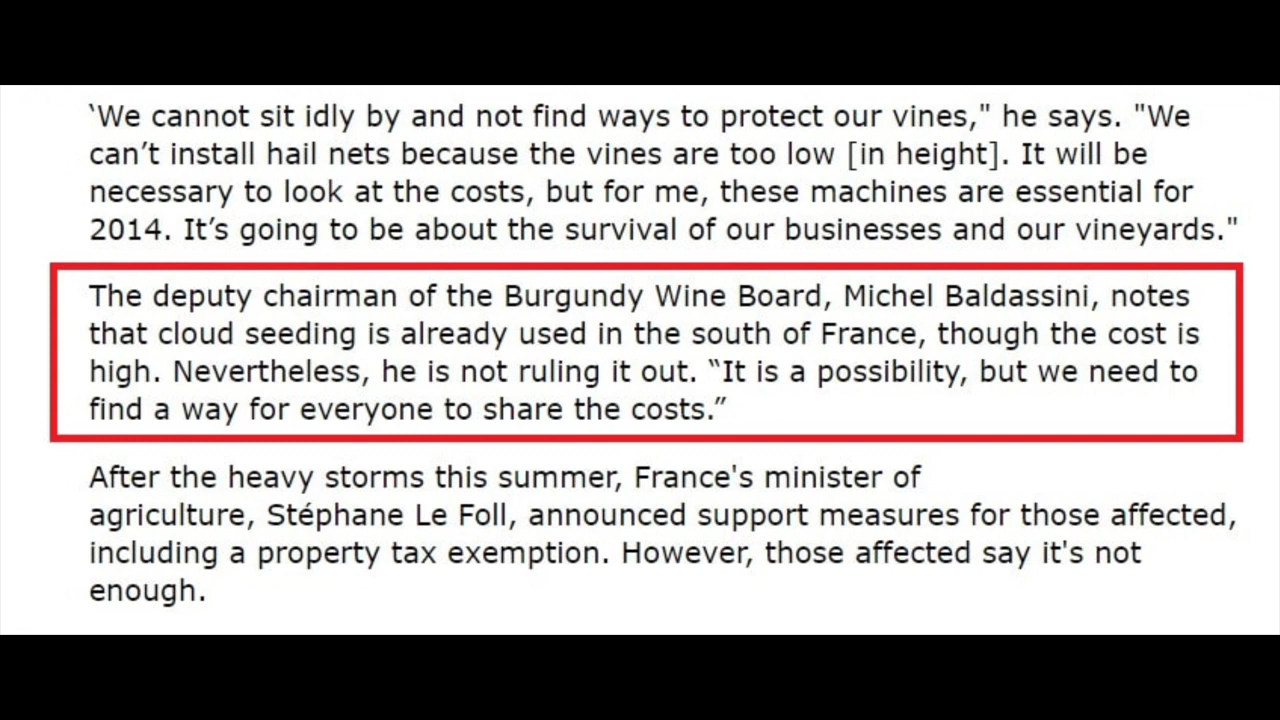 ‵We cannot sit idly by and not find ways to protect our vines," he says. "We
can’t install hail nets because the vines are too low [in height]. It will be
necessary to look at the costs, but for me, these machines are essential for
2014. It’s going to be about the survival of our businesses and our vineyards."
The deputy chairman of the Burgundy Wine Board, Michel Baldassini, notes
that cloud seeding is already used in the south of France, though the cost is
high. Nevertheless, he is not ruling it out. “It is a possibility, but we need to
find a way for everyone to share the costs.”
After the heavy storms this summer, France's minister of
agriculture, Stéphane Le Foll, announced support measures for those affected,
including a property tax exemption. However, those affected say it's not
enough.